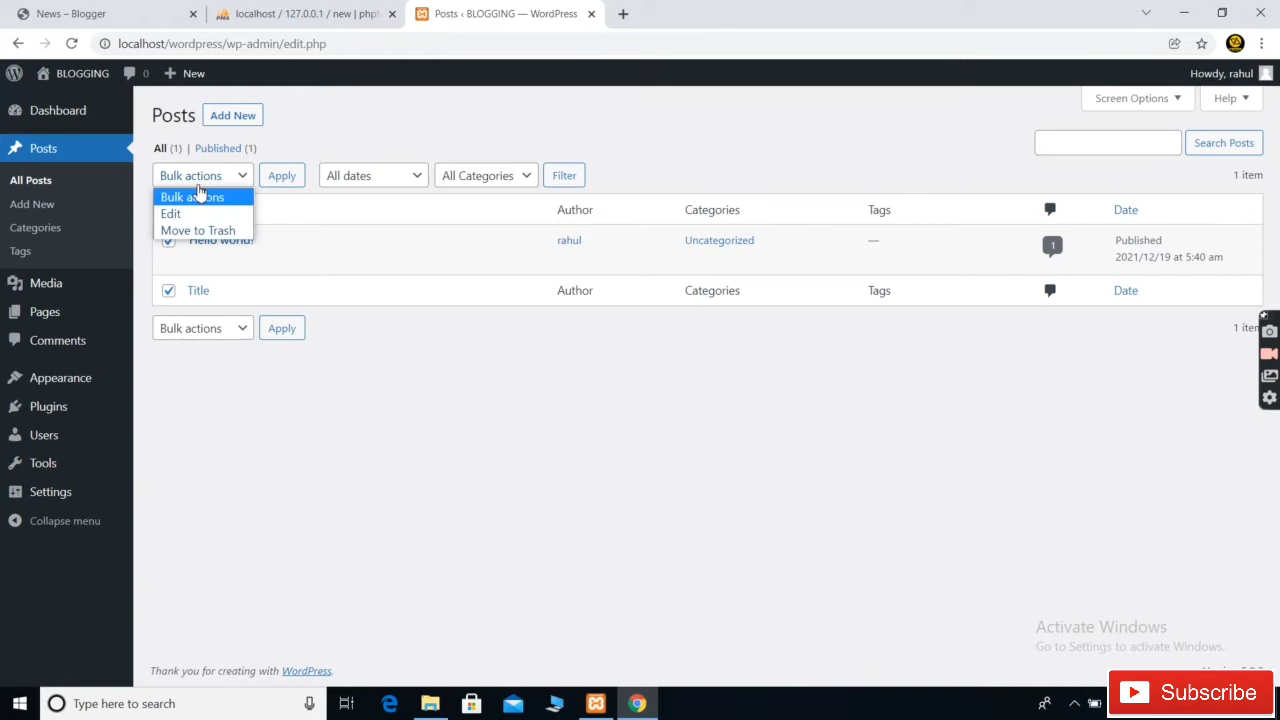 News – Blogger
localhost / 127.0.0.1 / new | phpM
Posts ‹ BLOGGING — WordPress
localhost/wordpress/wp-admin/edit.php
BLOGGING
0
New
Howdy, rahul
Dashboard
Posts
All Posts
Add New
Categories
Tags
Media
Pages
Comments
Appearance
Plugins
Users
Tools
Settings
Collapse menu
Posts
Add New
Screen Options
Help
All (1) | Published (1)
Search Posts
Bulk actions
Apply
All dates
All Categories
Filter
1 item
Bulk actions
Edit
Move to Trash
Author
Categories
Tags
Date
Hello world!
rahul
Uncategorized
—
1
Published
2021/12/19 at 5:40 am
Title
Author
Categories
Tags
Date
Bulk actions
Apply
1 item
Activate Windows
Go to Settings to activate Windows.
Thank you for creating with WordPress.
Type here to search
Subscribe